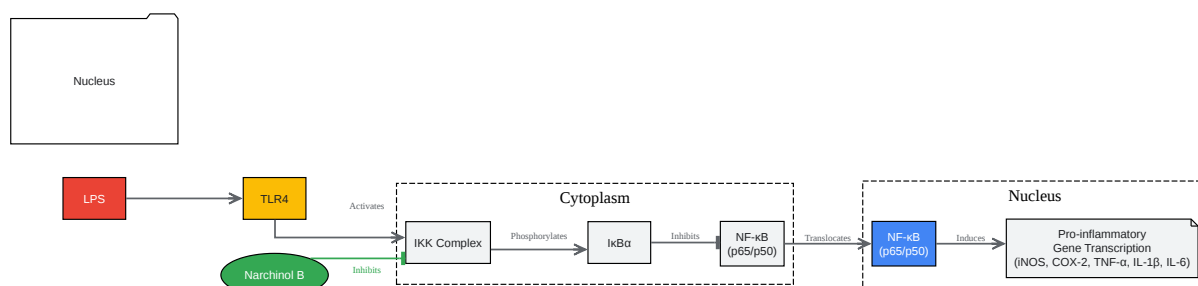 Nucleus
LPS
TLR4
Activates
Cytoplasm
IKK Complex
Phosphorylates
IκBα
Inhibits
NF-κB
(p65/p50)
Translocates
Nucleus
NF-κB
(p65/p50)
Induces
Pro-inflammatory
Gene Transcription
(iNOS, COX-2, TNF-α, IL-1β, IL-6)
Narchinol B
Inhibits